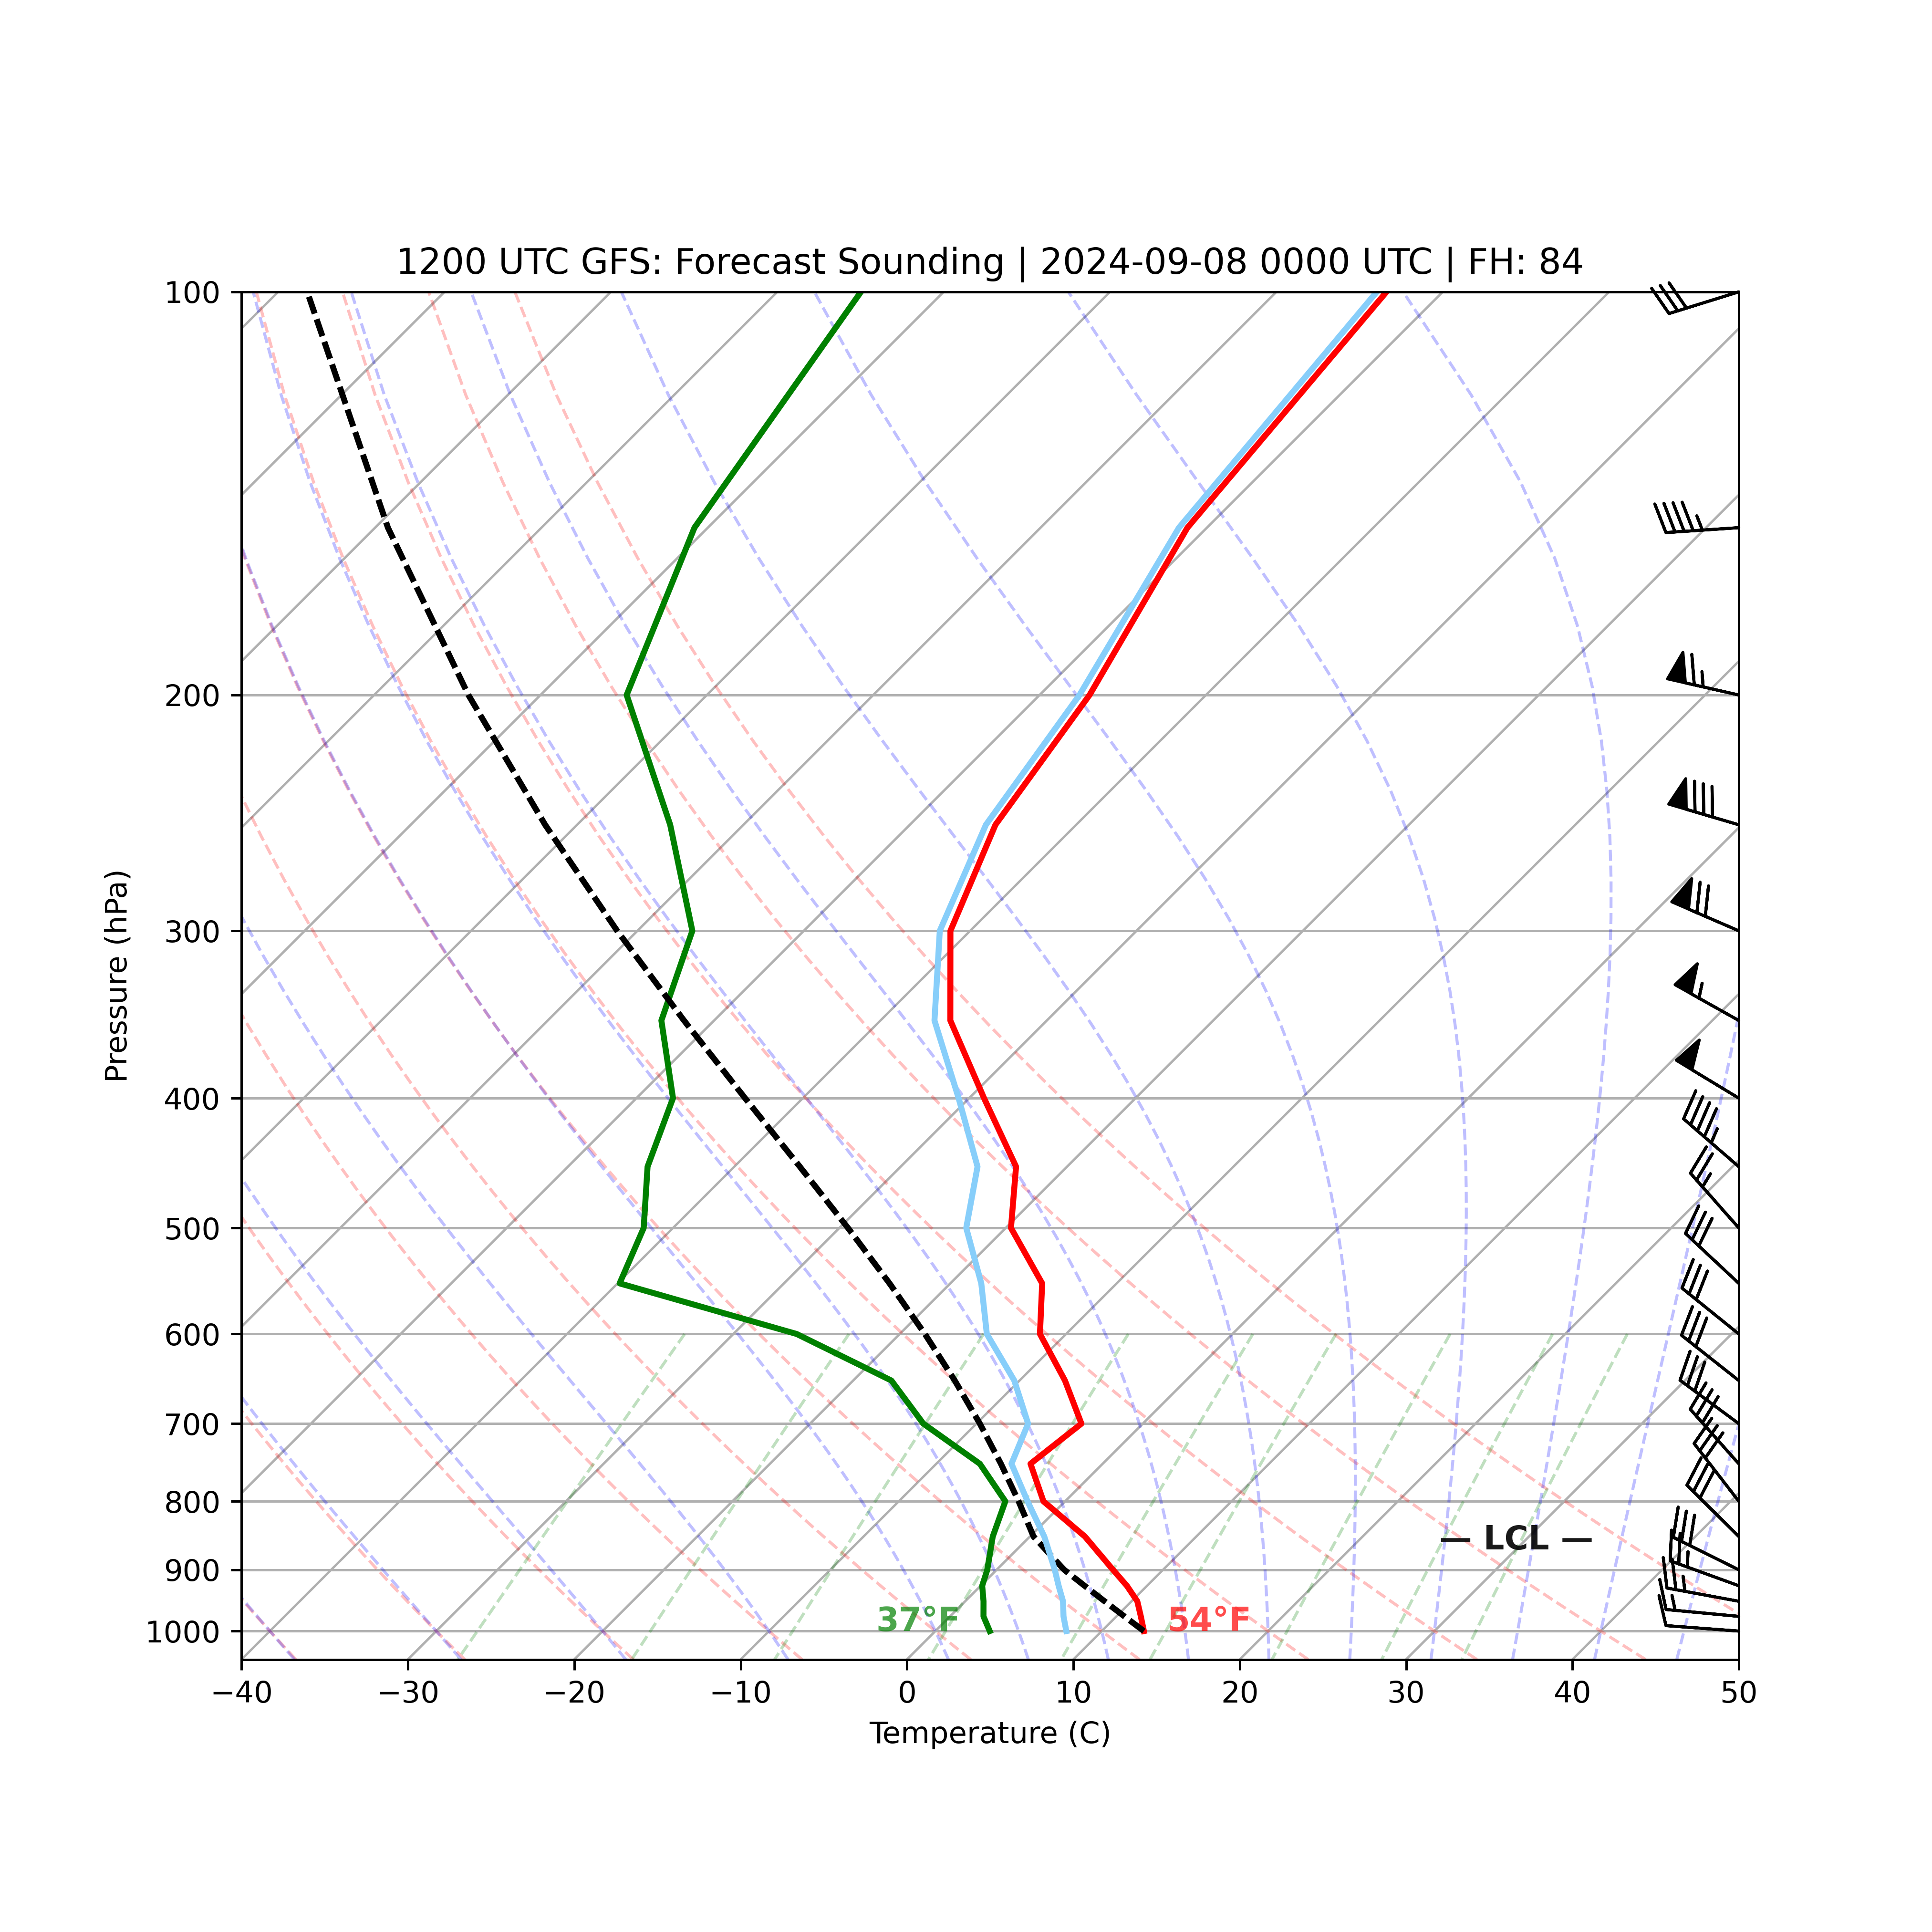 1200 UTC GFS: Forecast Sounding | 2024-09-08 0000 UTC | FH: 84
100
200
300
400
500
600
700
800
900
1000
Pressure (hPa)
— LCL —
37°F
54°F
−40 −30 −20 −10 0 10 20 30 40 50
Temperature (C)